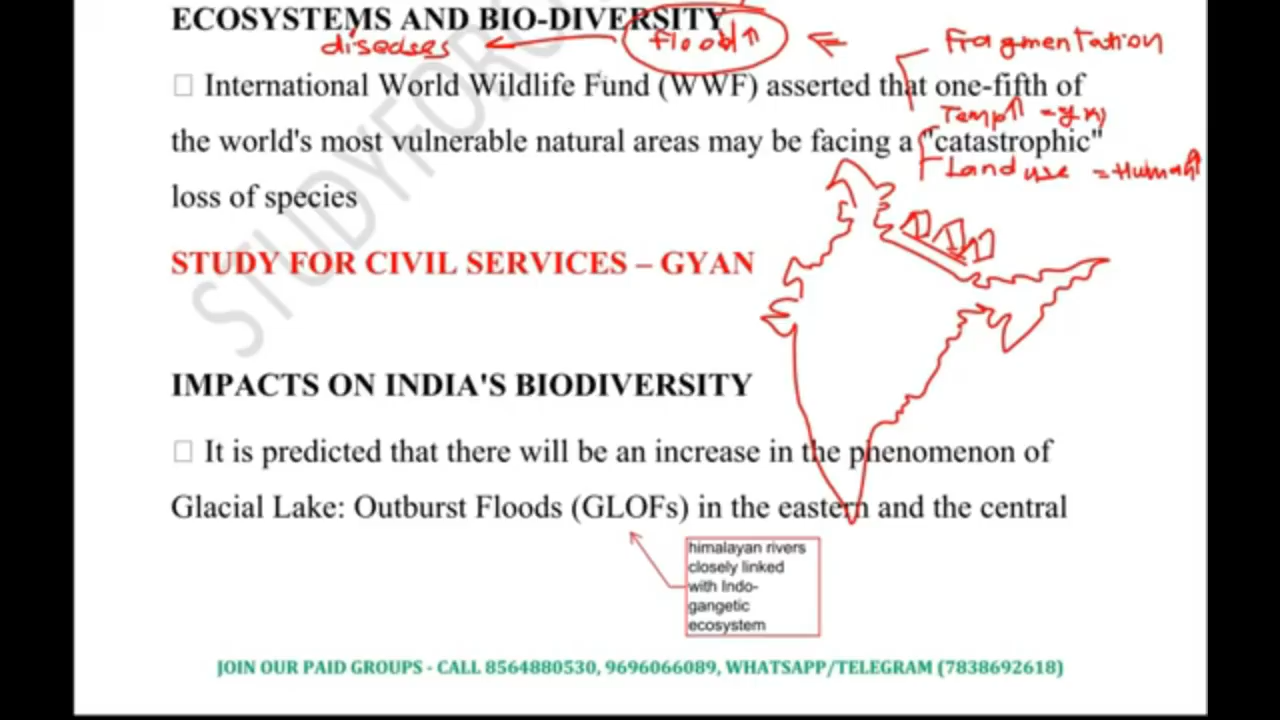 ECOSYSTEMS AND BIO-DIVERSITY
diseases
flood↑
Fragmentation
□ International World Wildlife Fund (WWF) asserted that one-fifth of
Temp↑
the world's most vulnerable natural areas may be facing a "catastrophic"
Land use = Human
loss of species
STUDY FOR CIVIL SERVICES – GYAN
IMPACTS ON INDIA'S BIODIVERSITY
□ It is predicted that there will be an increase in the phenomenon of
Glacial Lake: Outburst Floods (GLOFs) in the eastern and the central
himalayan rivers
closely linked
with Indo-
gangetic
ecosystem
JOIN OUR PAID GROUPS - CALL 8564880530, 9696066089, WHATSAPP/TELEGRAM (7838692618)